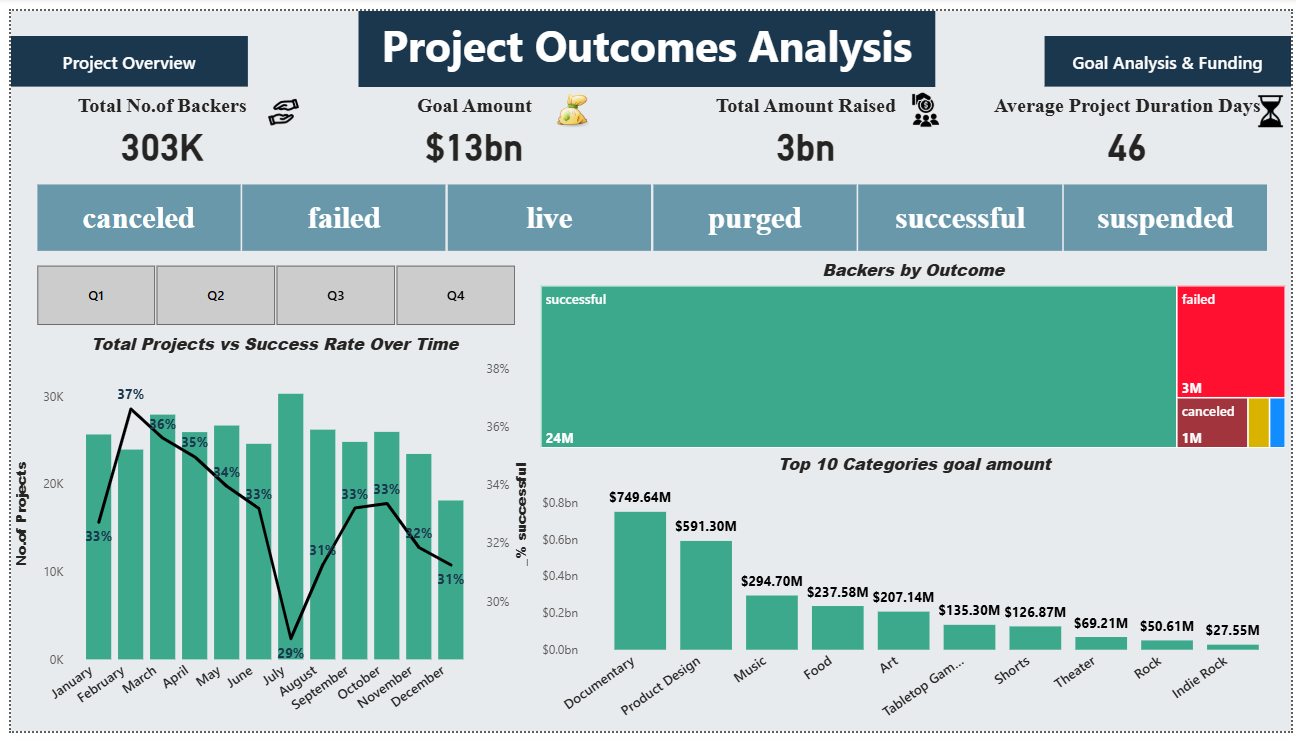 Project Outcomes Analysis
Project Overview
Goal Analysis & Funding
Total No.of Backers
303K
Goal Amount
$13bn
Total Amount Raised
3bn
Average Project Duration Days
46
canceled
failed
live
purged
successful
suspended
Q1
Q2
Q3
Q4
Total Projects vs Success Rate Over Time
No.of Projects
30K
20K
10K
0K
37%
36%
35%
34%
33%
33%
33%
33%
32%
31%
31%
29%
38%
36%
34%
32%
30%
_% successful
January
February
March
April
May
June
July
August
September
October
November
December
Backers by Outcome
successful
24M
failed
3M
canceled
1M
Top 10 Categories goal amount
$0.8bn
$0.6bn
$0.4bn
$0.2bn
$0.0bn
$749.64M
$591.30M
$294.70M
$237.58M
$207.14M
$135.30M
$126.87M
$69.21M
$50.61M
$27.55M
Documentary
Product Design
Music
Food
Art
Tabletop Gam...
Shorts
Theater
Rock
Indie Rock